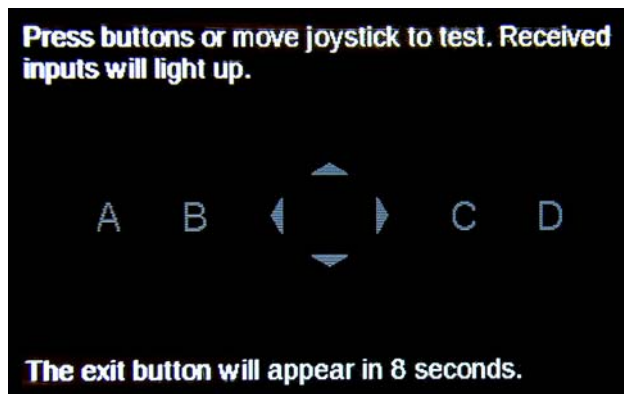 Press buttons or move joystick to test. Received
inputs will light up.
A B C D
The exit button will appear in 8 seconds.